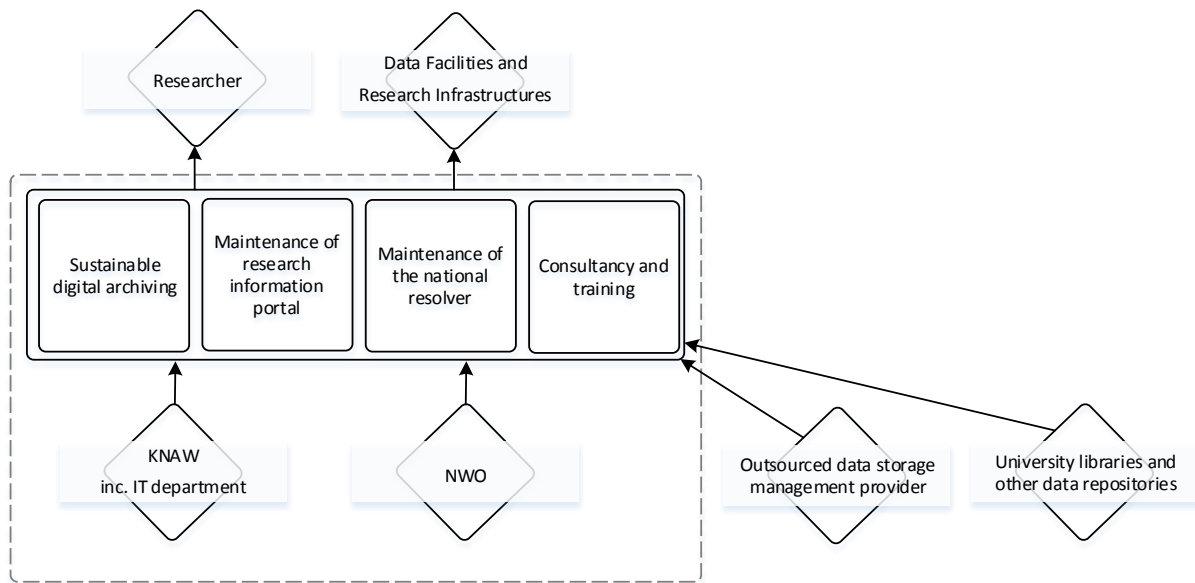 Researcher
Data Facilities and
Research Infrastructures
Sustainable
digital archiving
Maintenance of
research
information
portal
Maintenance of
the national
resolver
Consultancy and
training
KNAW
inc. IT department
NWO
Outsourced data storage
management provider
University libraries and
other data repositories